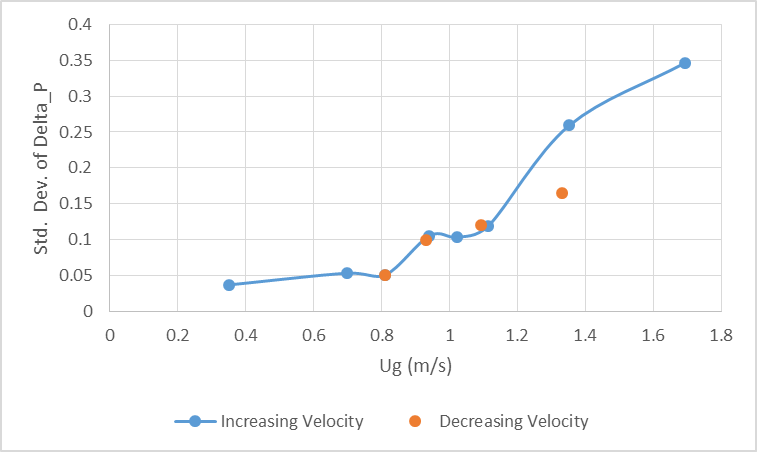 0.4
0.35
0.3
0.25
0.2
0.15
0.1
0.05
0
Std.  Dev. of Delta_P
0 0.2 0.4 0.6 0.8 1 1.2 1.4 1.6 1.8
Ug (m/s)
Increasing Velocity Decreasing Velocity